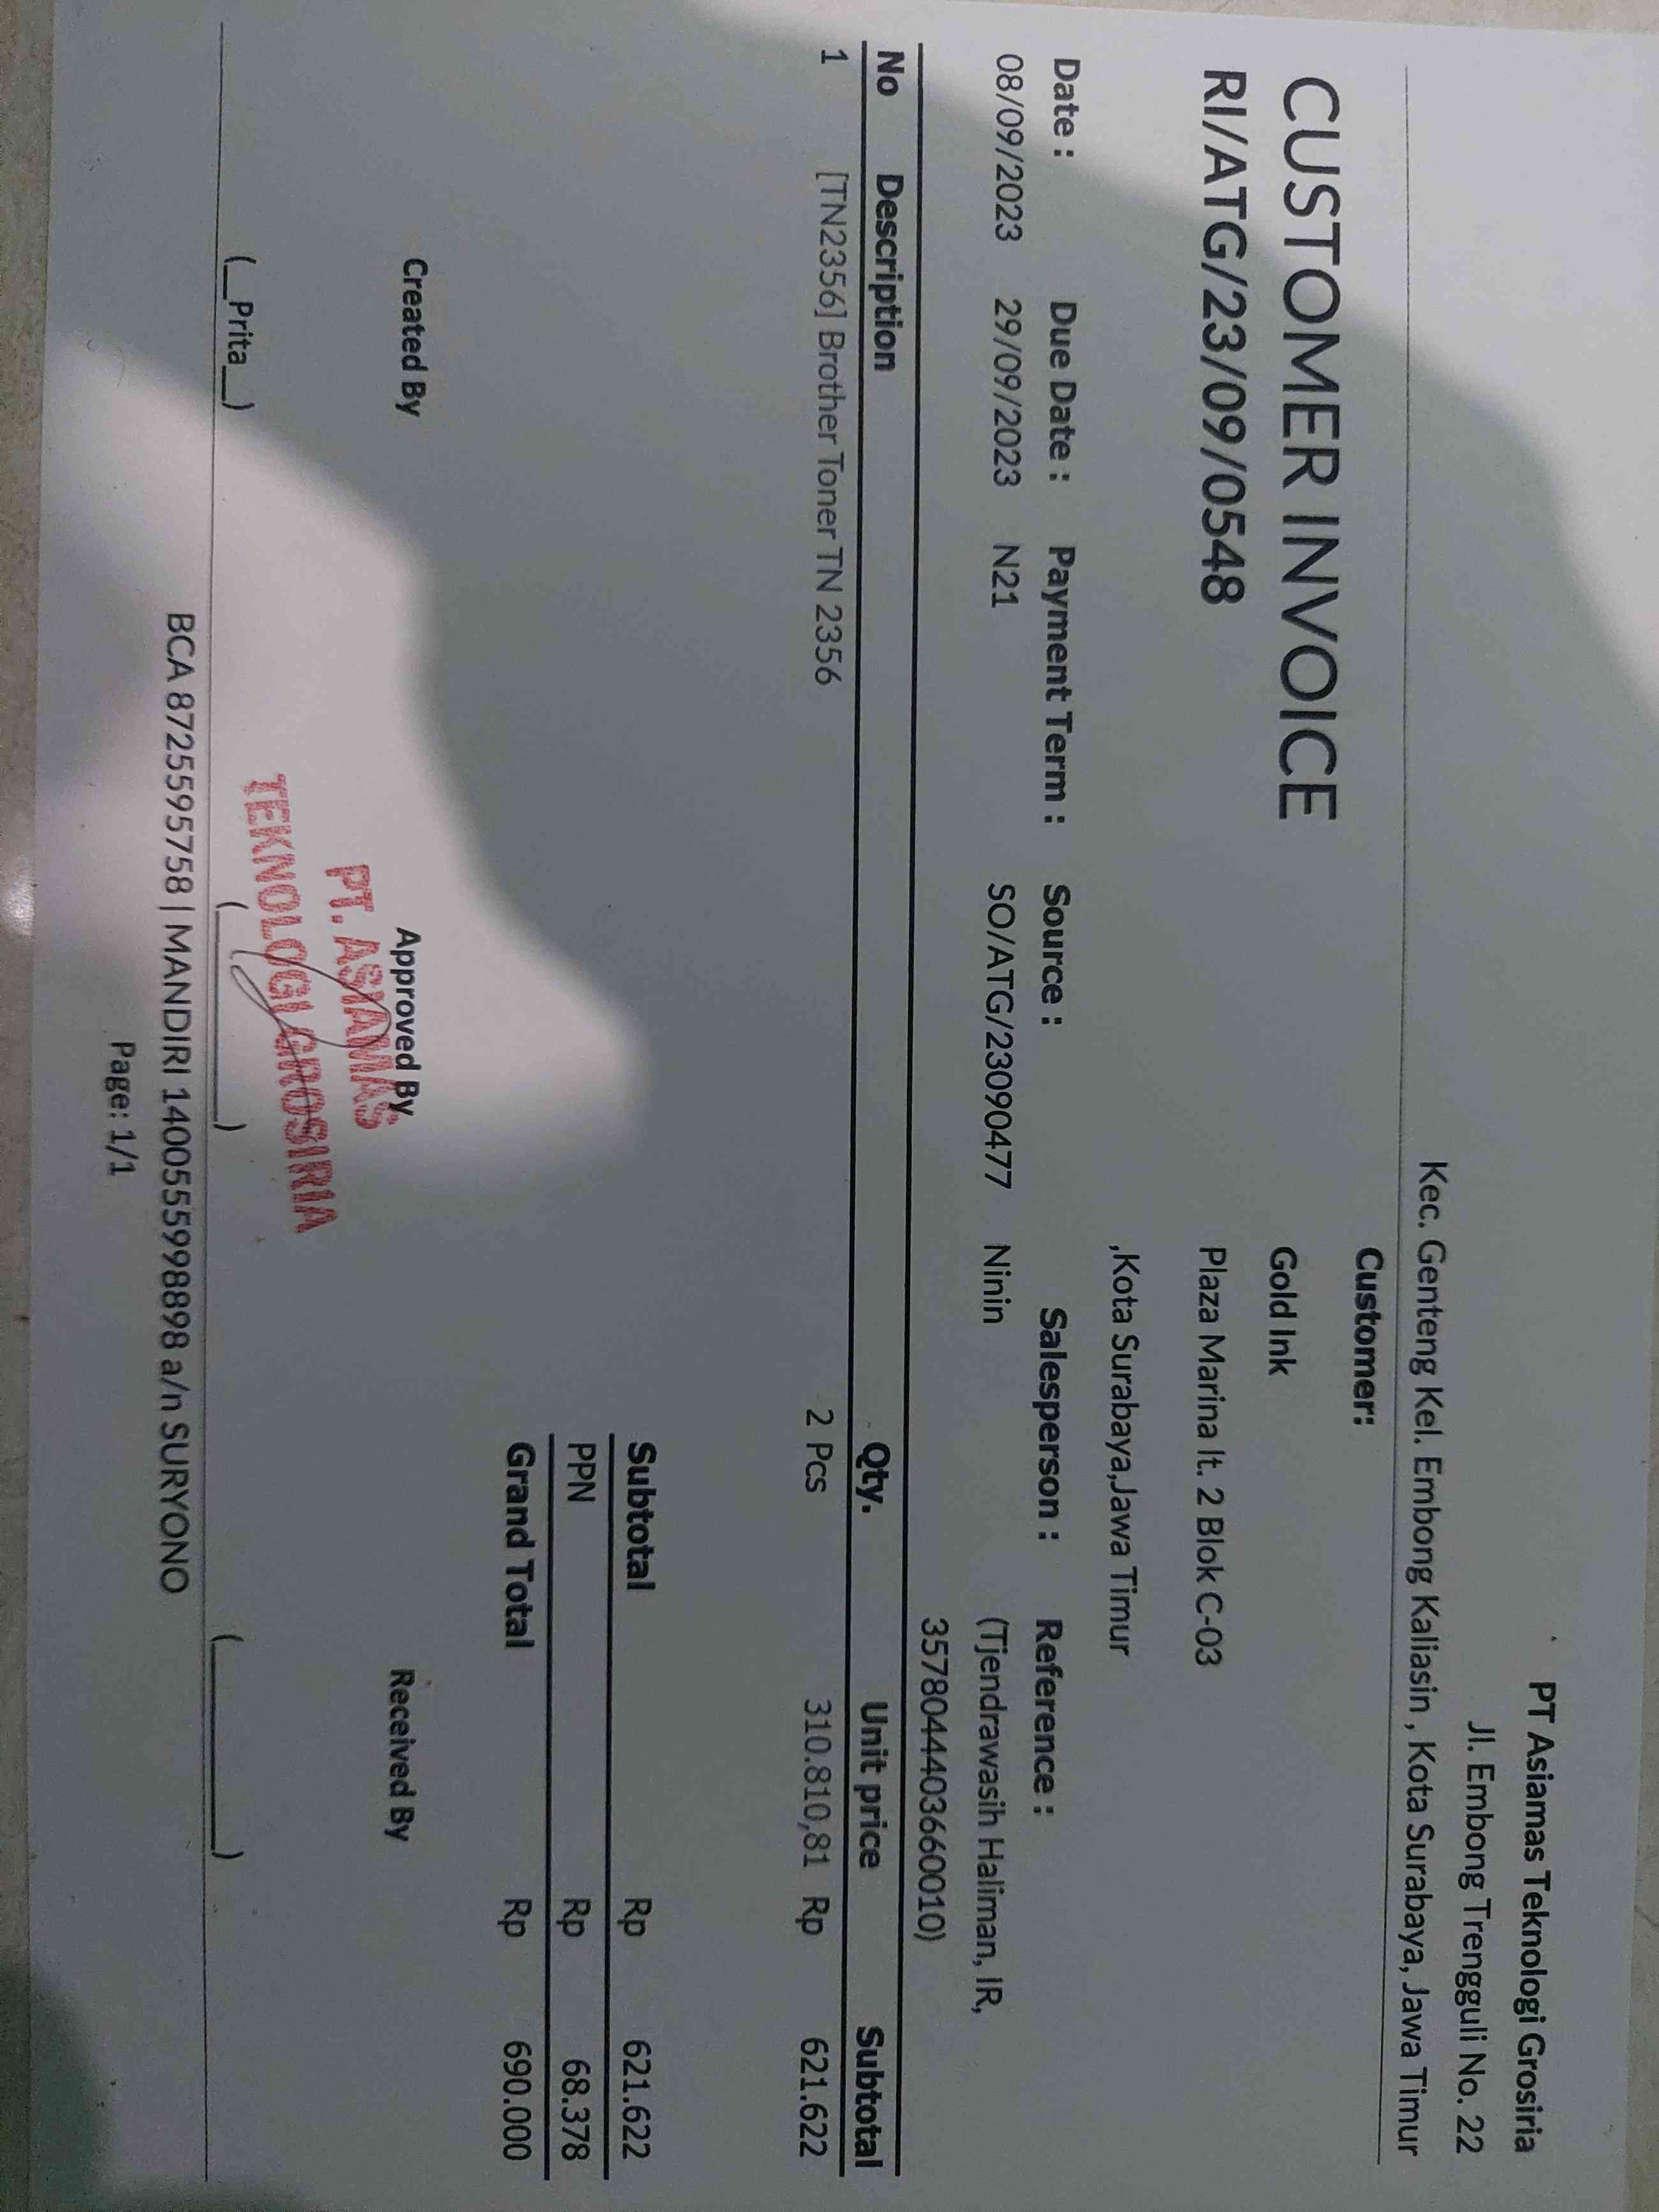 PT Asiamas Teknologi Grosiria
Jl. Embong Trengguli No. 22
Kec. Genteng Kel. Embong Kaliasin , Kota Surabaya, Jawa Timur
CUSTOMER INVOICE
RI/ATG/23/09/0548
Customer:
Gold Ink
Plaza Marina lt. 2 Blok C-03
,Kota Surabaya,Jawa Timur
Date : Due Date : Payment Term : Source : Salesperson : Reference :
08/09/2023 29/09/2023 N21 SO/ATG/23090477 Ninin (Tjendrawasih Haliman, IR,
3578044403660010)
No Description Qty. Unit price Subtotal
1 [TN2356] Brother Toner TN 2356 2 Pcs 310.810,81 Rp 621.622
Subtotal Rp 621.622
PPN Rp 68.378
Grand Total Rp 690.000
Created By Approved By Received By
PT. ASIAMAS
TEKNOLOGI GROSIRIA
(__Prita__) (________) (________)
BCA 8725595758 | MANDIRI 1400555998898 a/n SURYONO
Page: 1/1